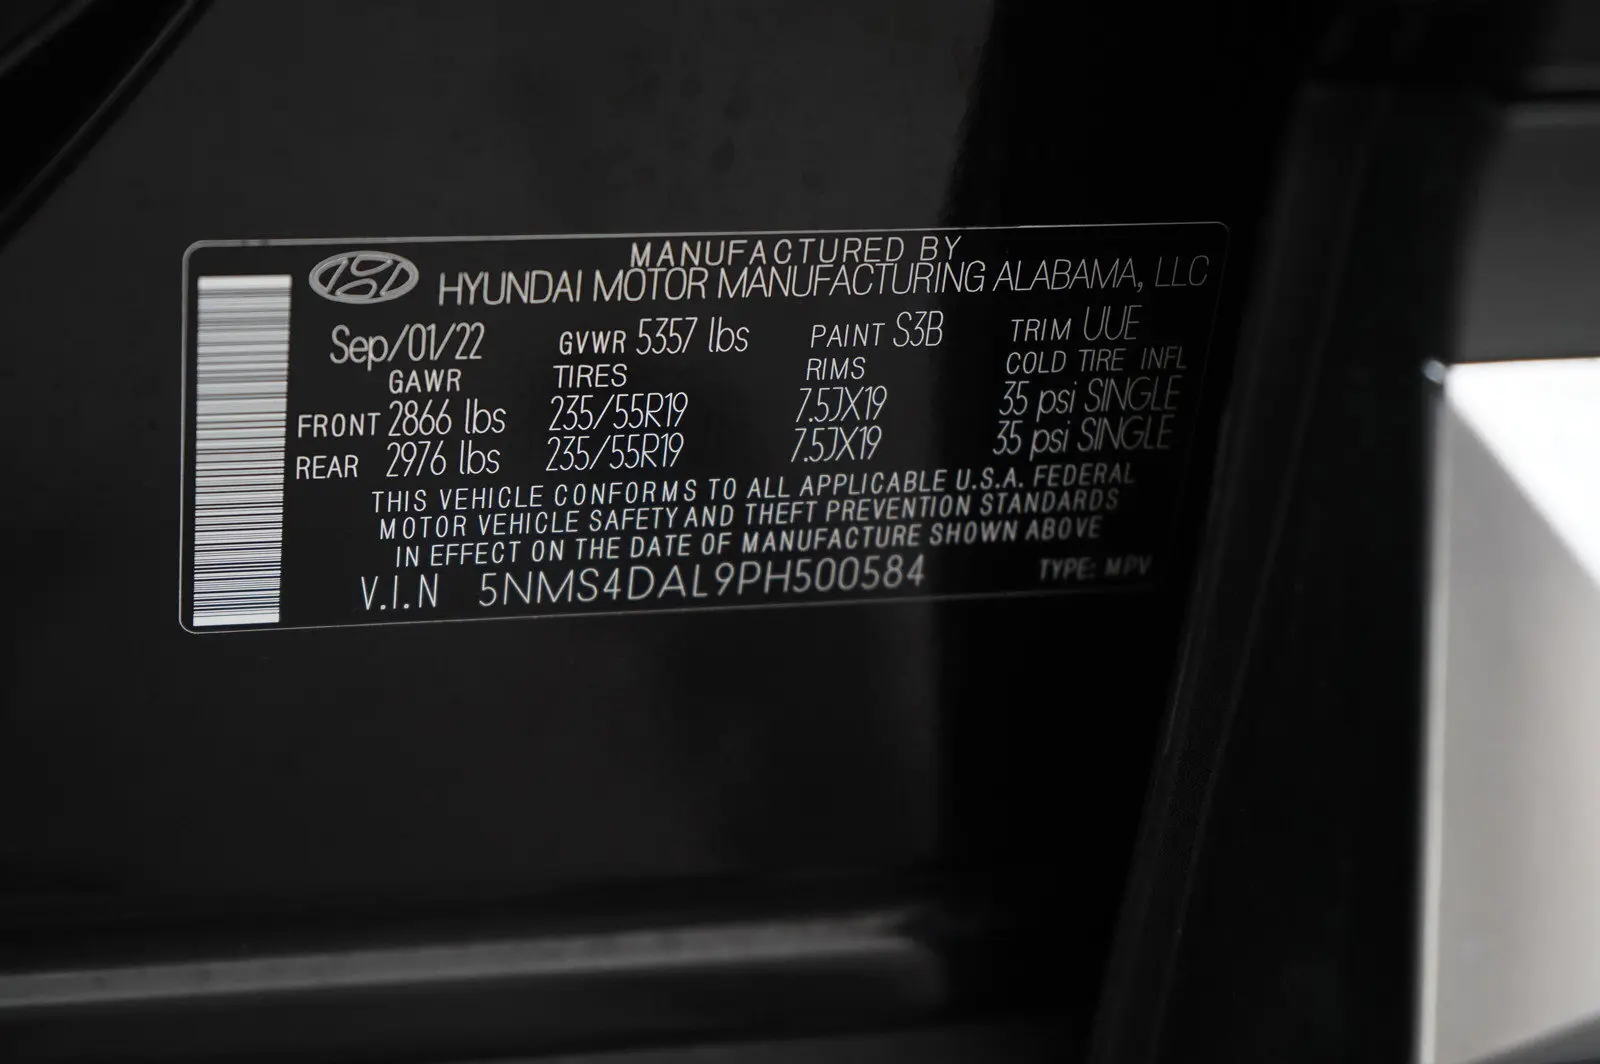 MANUFACTURED BY
HYUNDAI MOTOR MANUFACTURING ALABAMA, LLC
Sep/01/22 GVWR 5357 lbs PAINT S3B TRIM UUE
GAWR TIRES RIMS COLD TIRE INFL
FRONT 2866 lbs 235/55R19 7.5JX19 35 psi SINGLE
REAR 2976 lbs 235/55R19 7.5JX19 35 psi SINGLE
THIS VEHICLE CONFORMS TO ALL APPLICABLE U.S.A. FEDERAL
MOTOR VEHICLE SAFETY AND THEFT PREVENTION STANDARDS
IN EFFECT ON THE DATE OF MANUFACTURE SHOWN ABOVE
V.I.N 5NMS4DAL9PH500584 TYPE: MPV